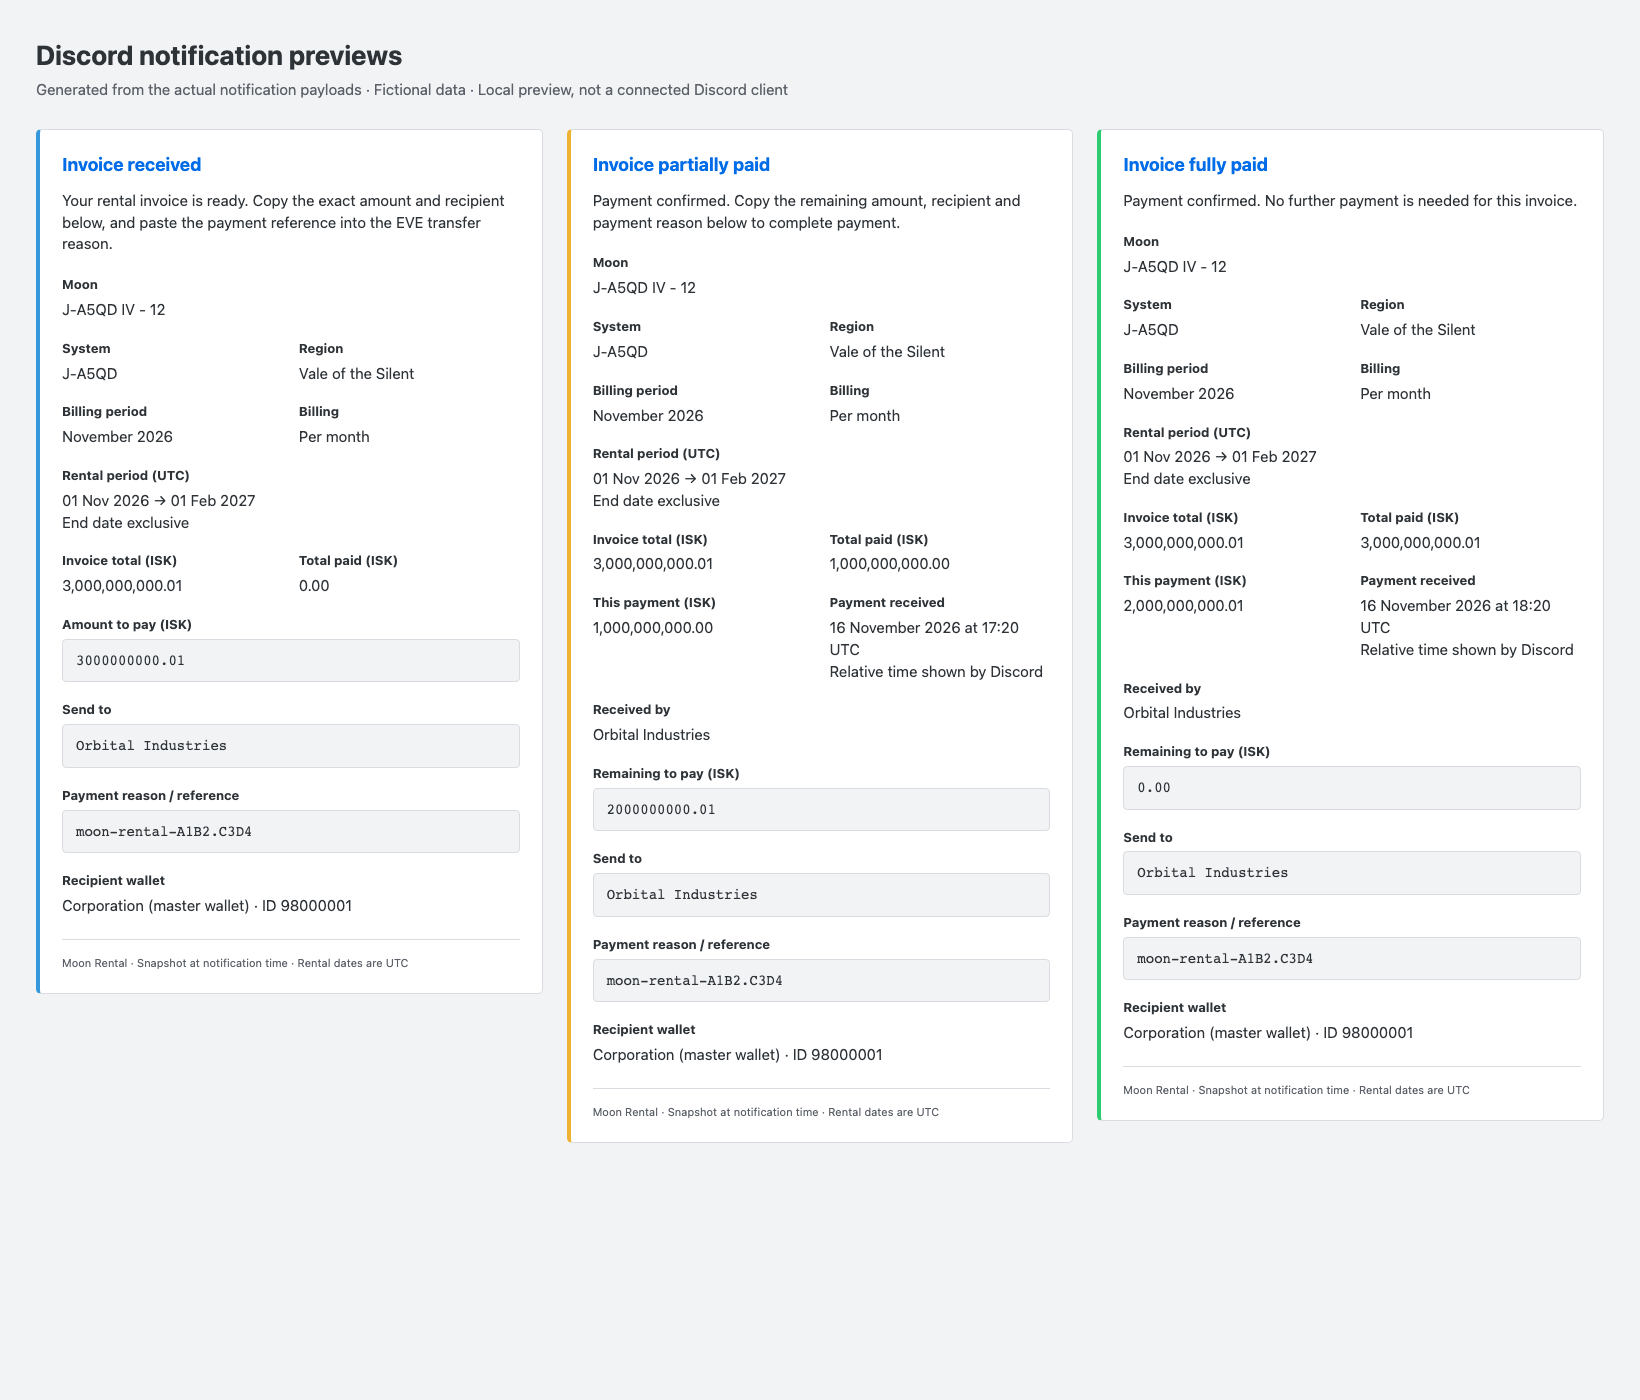 Discord notification previews
Generated from the actual notification payloads · Fictional data · Local preview, not a connected Discord client
Invoice received
Your rental invoice is ready. Copy the exact amount and recipient
below, and paste the payment reference into the EVE transfer
reason.
Moon
J-A5QD IV - 12
System
J-A5QD
Region
Vale of the Silent
Billing period
November 2026
Billing
Per month
Rental period (UTC)
01 Nov 2026 → 01 Feb 2027
End date exclusive
Invoice total (ISK)
3,000,000,000.01
Total paid (ISK)
0.00
Amount to pay (ISK)
3000000000.01
Send to
Orbital Industries
Payment reason / reference
moon-rental-A1B2.C3D4
Recipient wallet
Corporation (master wallet) · ID 98000001
Moon Rental · Snapshot at notification time · Rental dates are UTC
Invoice partially paid
Payment confirmed. Copy the remaining amount, recipient and
payment reason below to complete payment.
Moon
J-A5QD IV - 12
System
J-A5QD
Region
Vale of the Silent
Billing period
November 2026
Billing
Per month
Rental period (UTC)
01 Nov 2026 → 01 Feb 2027
End date exclusive
Invoice total (ISK)
3,000,000,000.01
Total paid (ISK)
1,000,000,000.00
This payment (ISK)
1,000,000,000.00
Payment received
16 November 2026 at 17:20
UTC
Relative time shown by Discord
Received by
Orbital Industries
Remaining to pay (ISK)
2000000000.01
Send to
Orbital Industries
Payment reason / reference
moon-rental-A1B2.C3D4
Recipient wallet
Corporation (master wallet) · ID 98000001
Moon Rental · Snapshot at notification time · Rental dates are UTC
Invoice fully paid
Payment confirmed. No further payment is needed for this invoice.
Moon
J-A5QD IV - 12
System
J-A5QD
Region
Vale of the Silent
Billing period
November 2026
Billing
Per month
Rental period (UTC)
01 Nov 2026 → 01 Feb 2027
End date exclusive
Invoice total (ISK)
3,000,000,000.01
Total paid (ISK)
3,000,000,000.01
This payment (ISK)
2,000,000,000.01
Payment received
16 November 2026 at 18:20
UTC
Relative time shown by Discord
Received by
Orbital Industries
Remaining to pay (ISK)
0.00
Send to
Orbital Industries
Payment reason / reference
moon-rental-A1B2.C3D4
Recipient wallet
Corporation (master wallet) · ID 98000001
Moon Rental · Snapshot at notification time · Rental dates are UTC